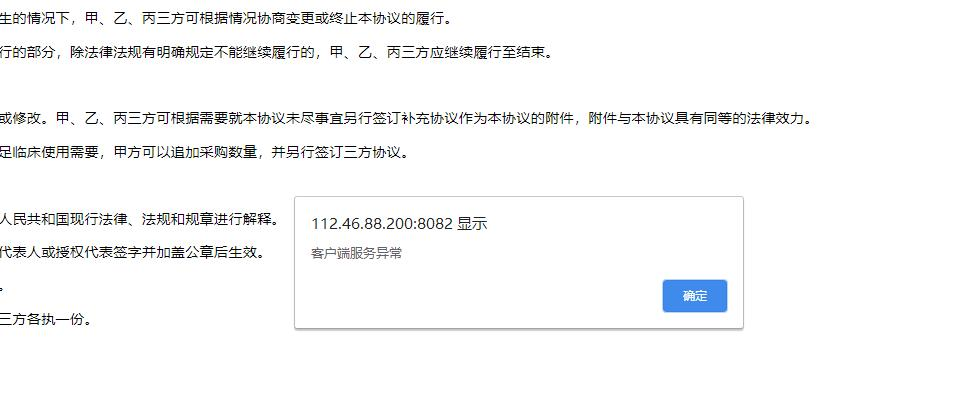 生的情况下，甲、乙、丙三方可根据情况协商变更或终止本协议的履行。
行的部分，除法律法规有明确规定不能继续履行的，甲、乙、丙三方应继续履行至结束。
或修改。甲、乙、丙三方可根据需要就本协议未尽事宜另行签订补充协议作为本协议的附件，附件与本协议具有同等的法律效力。
足临床使用需要，甲方可以追加采购数量，并另行签订三方协议。
人民共和国现行法律、法规和规章进行解释。
代表人或授权代表签字并加盖公章后生效。
。
三方各执一份。
112.46.88.200:8082 显示
客户端服务异常
确定